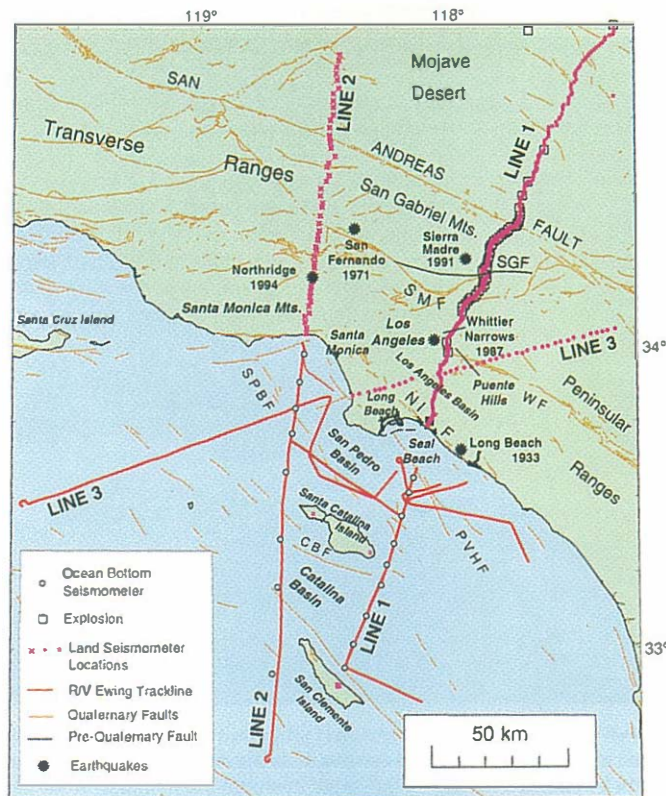 119°
118°
Mojave
Desert
SAN
LINE 2
LINE 1
Transverse
Ranges
ANDREAS
San Gabriel Mts.
FAULT
San
Fernando
1971
Sierra
Madre
1991
SGF
Northridge
1994
SMF
Santa Monica Mts.
Santa Cruz Island
Los
Angeles
Whittier
Narrows
1987
34°
Santa
Monica
LINE 3
Los Angeles Basin
Puente
Hills
WF
Peninsular
Ranges
SPBF
Long
Beach
NIF
Seal
Beach
Long Beach
1933
San Pedro
Basin
LINE 3
Santa Catalina
Island
CBF
PVHF
Catalina
Basin
LINE 1
33°
San Clemente
Island
LINE 2
Ocean Bottom
Seismometer
Explosion
Land Seismometer
Locations
R/V Ewing Trackline
Quaternary Faults
Pre-Quaternary Fault
Earthquakes
50 km